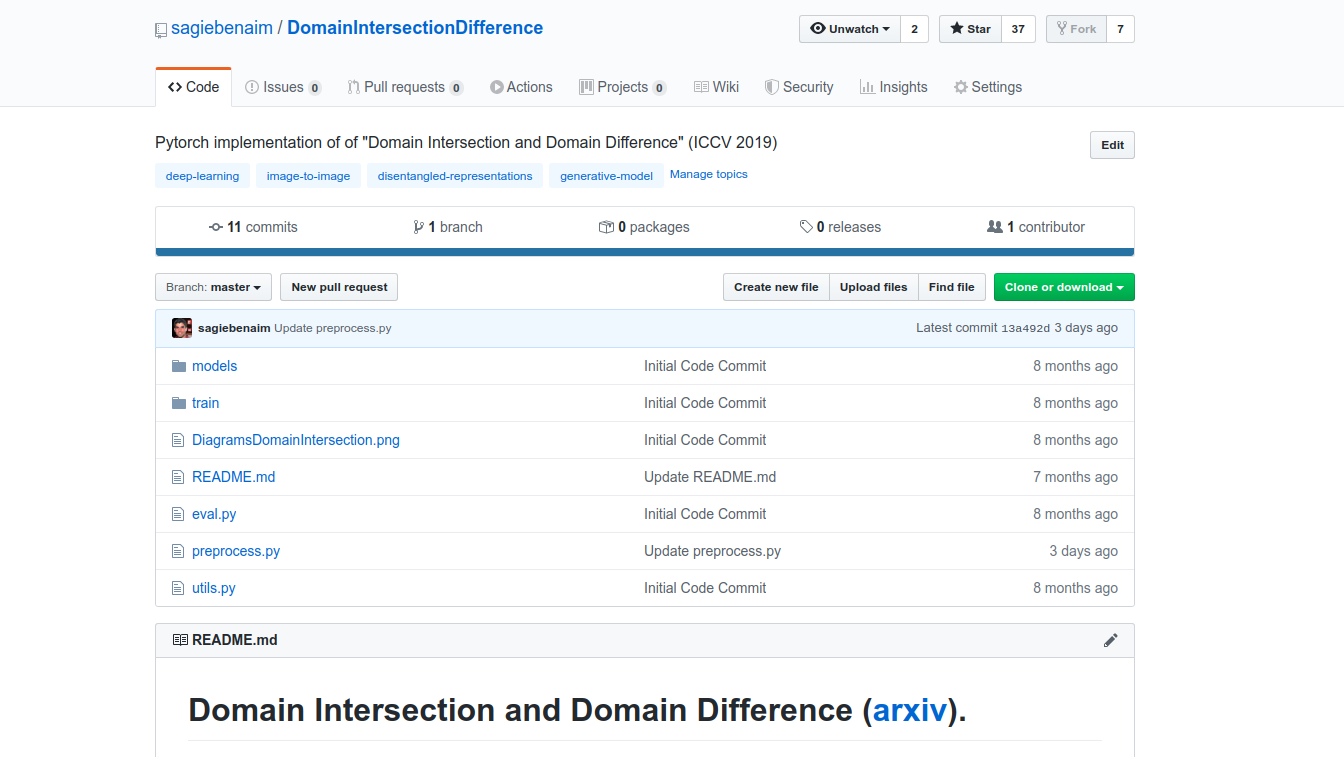 sagiebenaim / DomainIntersectionDifference Unwatch 2 Star 37 Fork 7
Code Issues 0 Pull requests 0 Actions Projects 0 Wiki Security Insights Settings
Pytorch implementation of of "Domain Intersection and Domain Difference" (ICCV 2019) Edit
deep-learning image-to-image disentangled-representations generative-model Manage topics
11 commits 1 branch 0 packages 0 releases 1 contributor
Branch: master New pull request Create new file Upload files Find file Clone or download
sagiebenaim Update preprocess.py Latest commit 13a492d 3 days ago
models Initial Code Commit 8 months ago
train Initial Code Commit 8 months ago
DiagramsDomainIntersection.png Initial Code Commit 8 months ago
README.md Update README.md 7 months ago
eval.py Initial Code Commit 8 months ago
preprocess.py Update preprocess.py 3 days ago
utils.py Initial Code Commit 8 months ago
README.md
Domain Intersection and Domain Difference (arxiv).